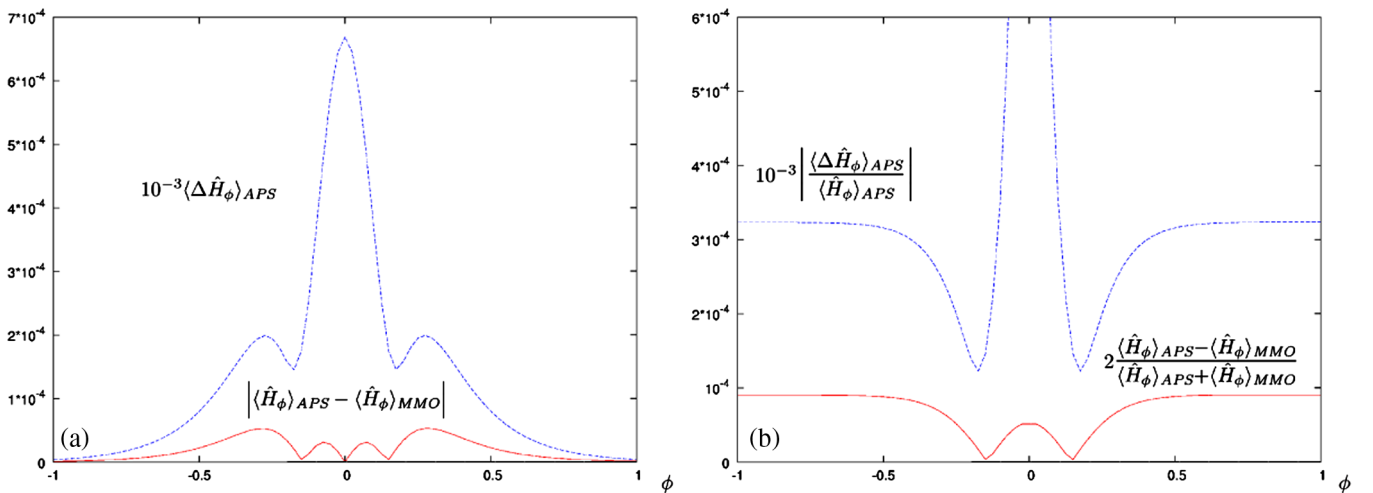 7*10⁻⁴
6*10⁻⁴
5*10⁻⁴
4*10⁻⁴
3*10⁻⁴
2*10⁻⁴
1*10⁻⁴
0
-1 -0.5 0 0.5 1
ϕ
10⁻³⟨ΔĤ_ϕ⟩_APS
|⟨Ĥ_ϕ⟩_APS − ⟨Ĥ_ϕ⟩_MMO|
(a)
6*10⁻⁴
5*10⁻⁴
4*10⁻⁴
3*10⁻⁴
2*10⁻⁴
10⁻⁴
0
-1 -0.5 0 0.5 1
ϕ
10⁻³|⟨ΔĤ_ϕ⟩_APS / ⟨Ĥ_ϕ⟩_APS|
2 ⟨Ĥ_ϕ⟩_APS−⟨Ĥ_ϕ⟩_MMO / ⟨Ĥ_ϕ⟩_APS+⟨Ĥ_ϕ⟩_MMO
(b)